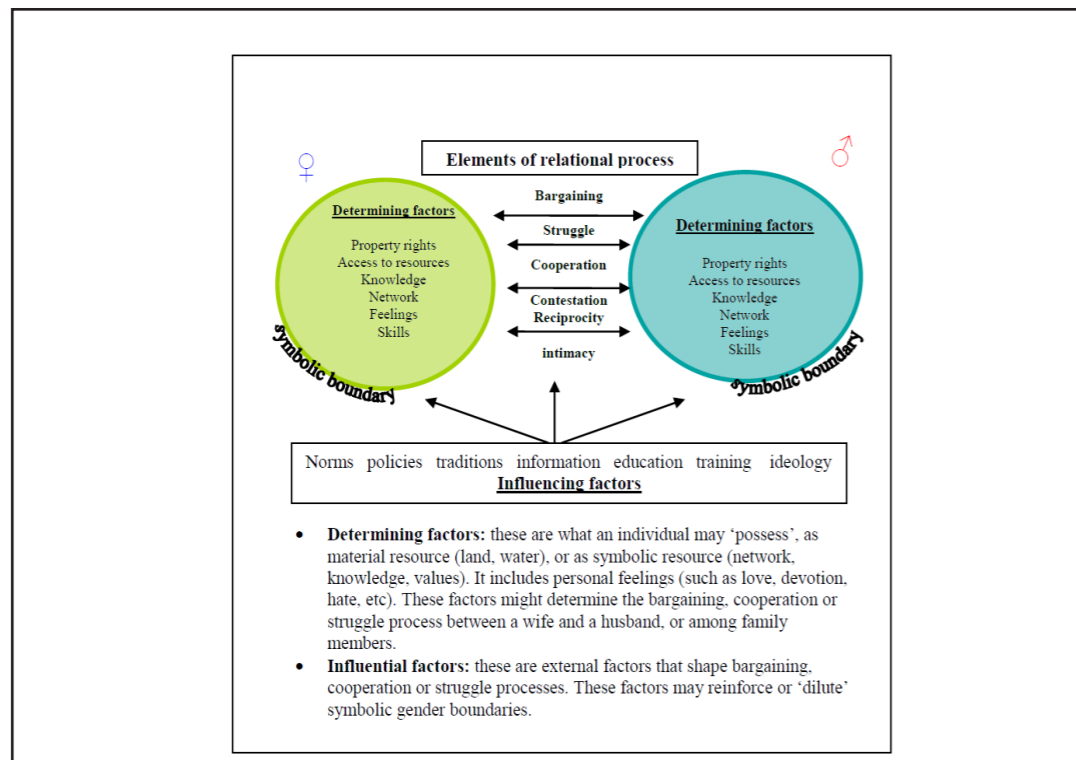 Elements of relational process
Determining factors
Property rights
Access to resources
Knowledge
Network
Feelings
Skills
symbolic boundary
Bargaining
Struggle
Cooperation
Contestation
Reciprocity
intimacy
Determining factors
Property rights
Access to resources
Knowledge
Network
Feelings
Skills
symbolic boundary
Norms policies traditions information education training ideology
Influencing factors
• Determining factors: these are what an individual may ‘possess’, as
material resource (land, water), or as symbolic resource (network,
knowledge, values). It includes personal feelings (such as love, devotion,
hate, etc). These factors might determine the bargaining, cooperation or
struggle process between a wife and a husband, or among family
members.
• Influential factors: these are external factors that shape bargaining,
cooperation or struggle processes. These factors may reinforce or ‘dilute’
symbolic gender boundaries.